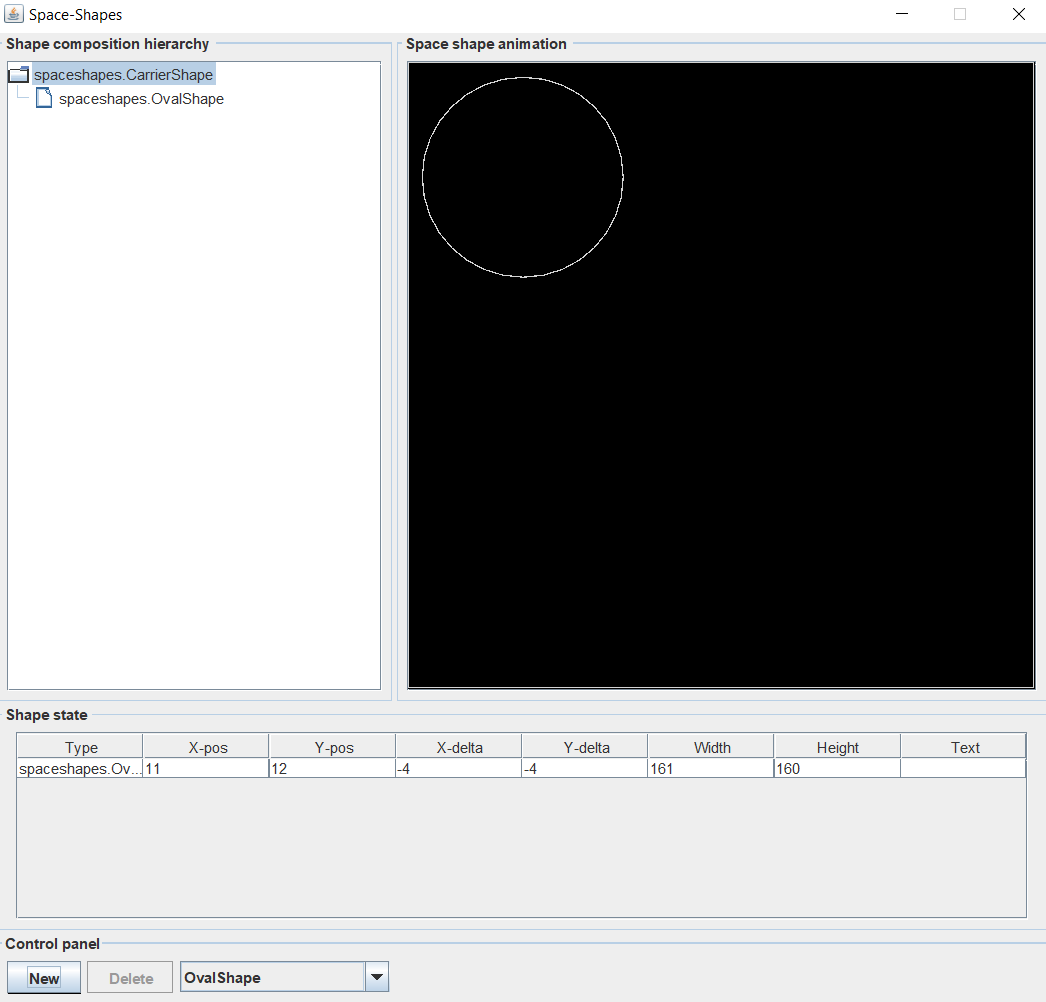 Space-Shapes
Shape composition hierarchy
spaceshapes.CarrierShape
spaceshapes.OvalShape
Space shape animation
Shape state
Type X-pos Y-pos X-delta Y-delta Width Height Text
spaceshapes.Ov... 11 12 -4 -4 161 160
Control panel
New Delete OvalShape